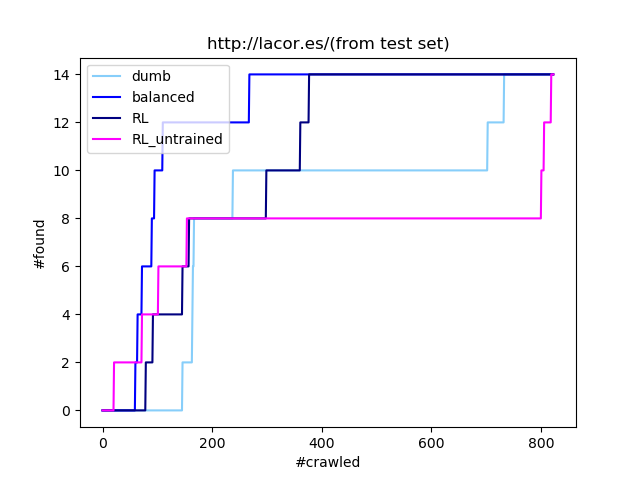 http://lacor.es/(from test set)
dumb
balanced
RL
RL_untrained
#found
14
12
10
8
6
4
2
0
0 200 400 600 800
#crawled